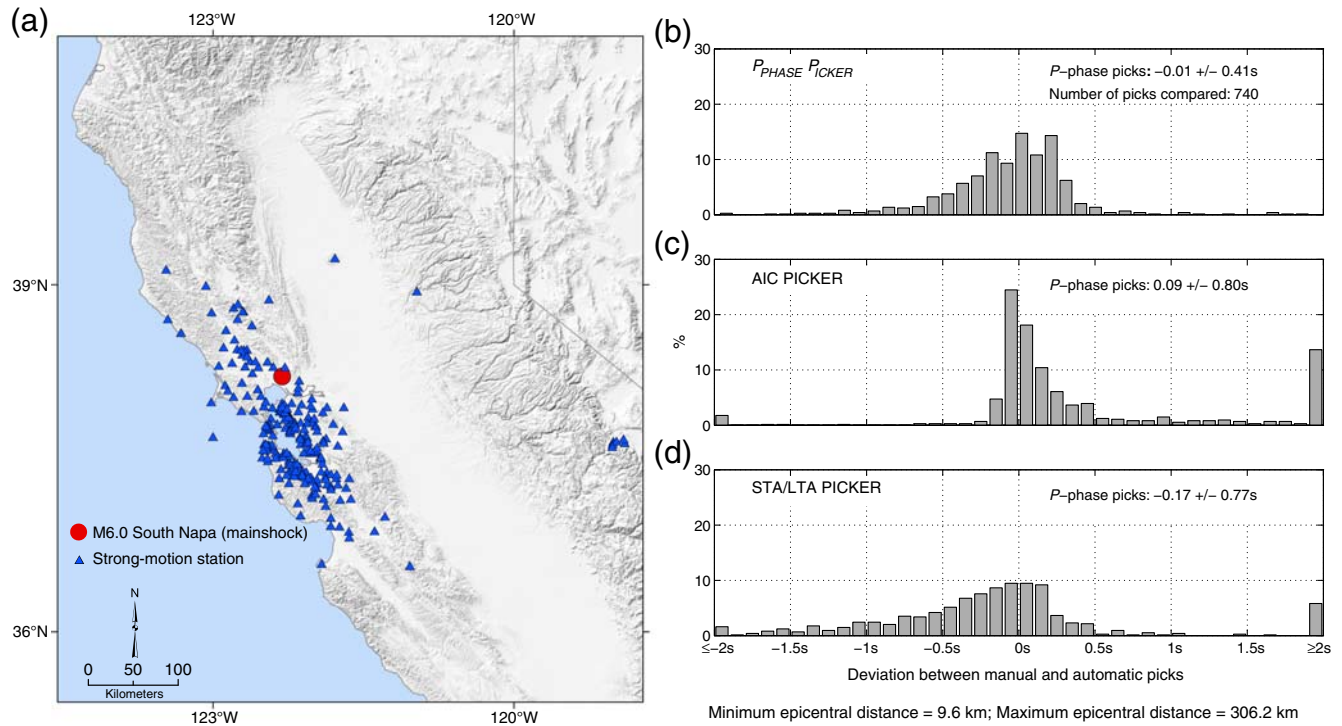 (a)
123°W
120°W
39°N
36°N
M6.0 South Napa (mainshock)
Strong-motion station
N
0 50 100
Kilometers
123°W
120°W
(b)
30
20
10
0
P_PHASE P_ICKER
P−phase picks: −0.01 +/− 0.41s
Number of picks compared: 740
(c)
30
20
10
0
%
AIC PICKER
P−phase picks: 0.09 +/− 0.80s
(d)
30
20
10
0
STA/LTA PICKER
P−phase picks: −0.17 +/− 0.77s
≤−2s −1.5s −1s −0.5s 0s 0.5s 1s 1.5s ≥2s
Deviation between manual and automatic picks
Minimum epicentral distance = 9.6 km; Maximum epicentral distance = 306.2 km